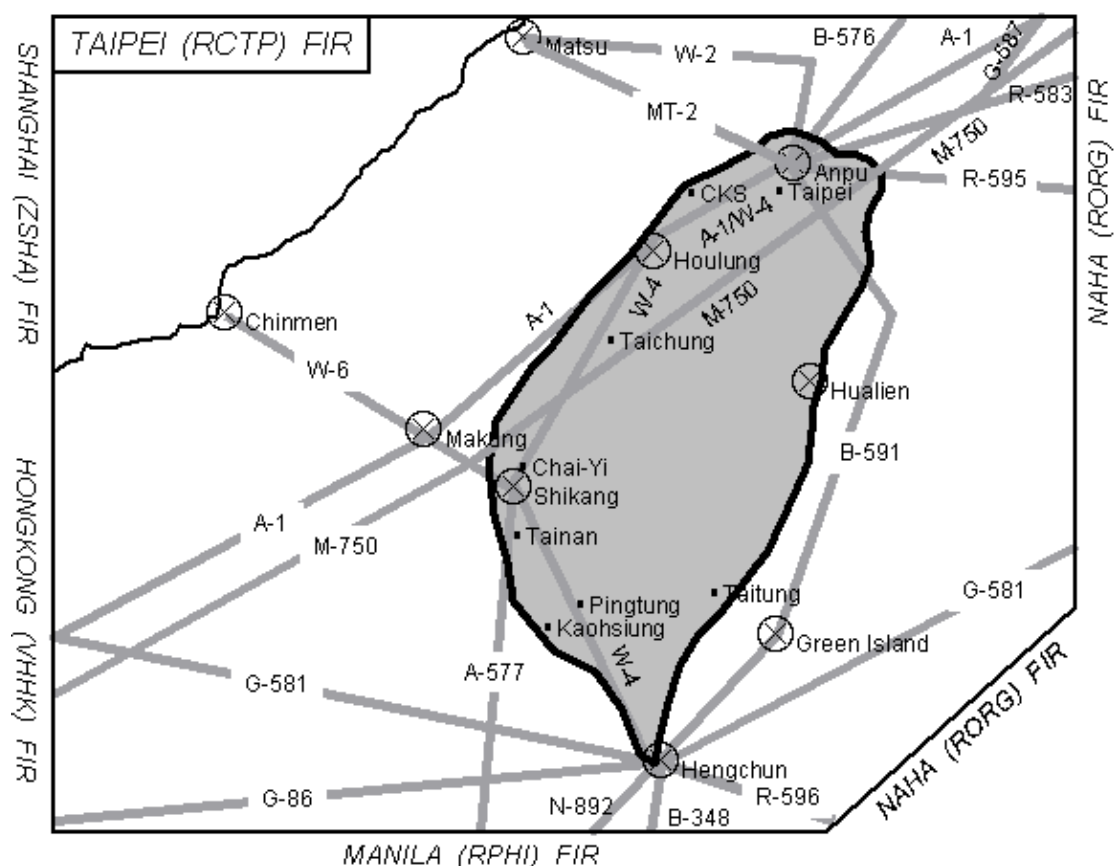 TAIPEI (RCTP) FIR
SHANGHAI (ZSHA) FIR
HONGKONG (VHHK) FIR
NAHA (RORG) FIR
NAHA (RORG) FIR
MANILA (RPHI) FIR
Matsu
W-2
B-576
A-1
G-587
R-583
MT-2
M-750
Anpu
R-595
CKS
Taipei
A-1/W-4
Houlung
W-4
M-750
A-1
Chinmen
Taichung
W-6
Hualien
Makung
B-591
Chai-Yi
Shikang
A-1
M-750
Tainan
G-581
Taitung
Pingtung
Kaohsiung
Green Island
W-4
A-577
G-581
Hengchun
G-86
N-892
R-596
B-348